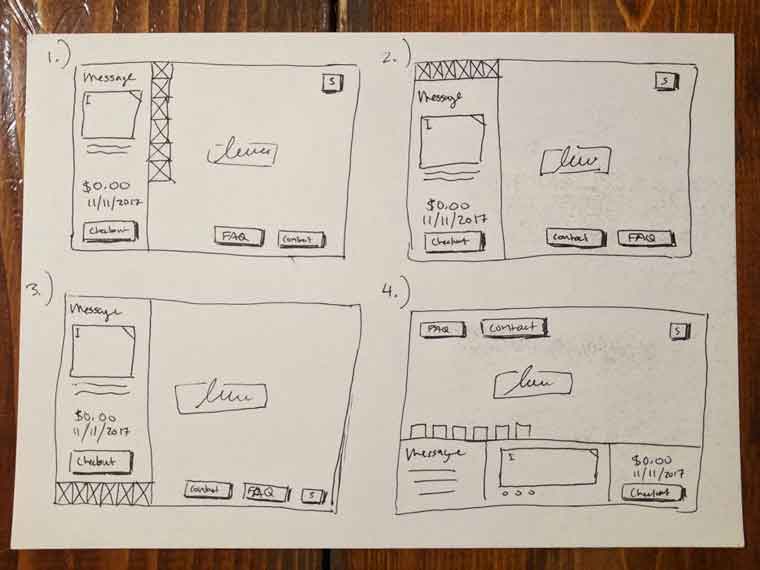 1.)
Message
S
I
$0.00
11/11/2017
Checkout
FAQ
Contact
2.)
Message
S
I
$0.00
11/11/2017
Checkout
Contact
FAQ
3.)
Message
I
$0.00
11/11/2017
Checkout
Contact
FAQ
S
4.)
FAQ
Contact
S
Message
I
$0.00
11/11/2017
Checkout